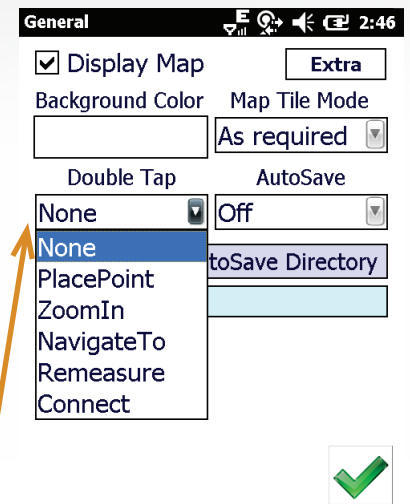 General E 2:46
Display Map Extra
Background Color Map Tile Mode
As required
Double Tap AutoSave
None Off
None
toSave Directory
PlacePoint
ZoomIn
NavigateTo
Remeasure
Connect